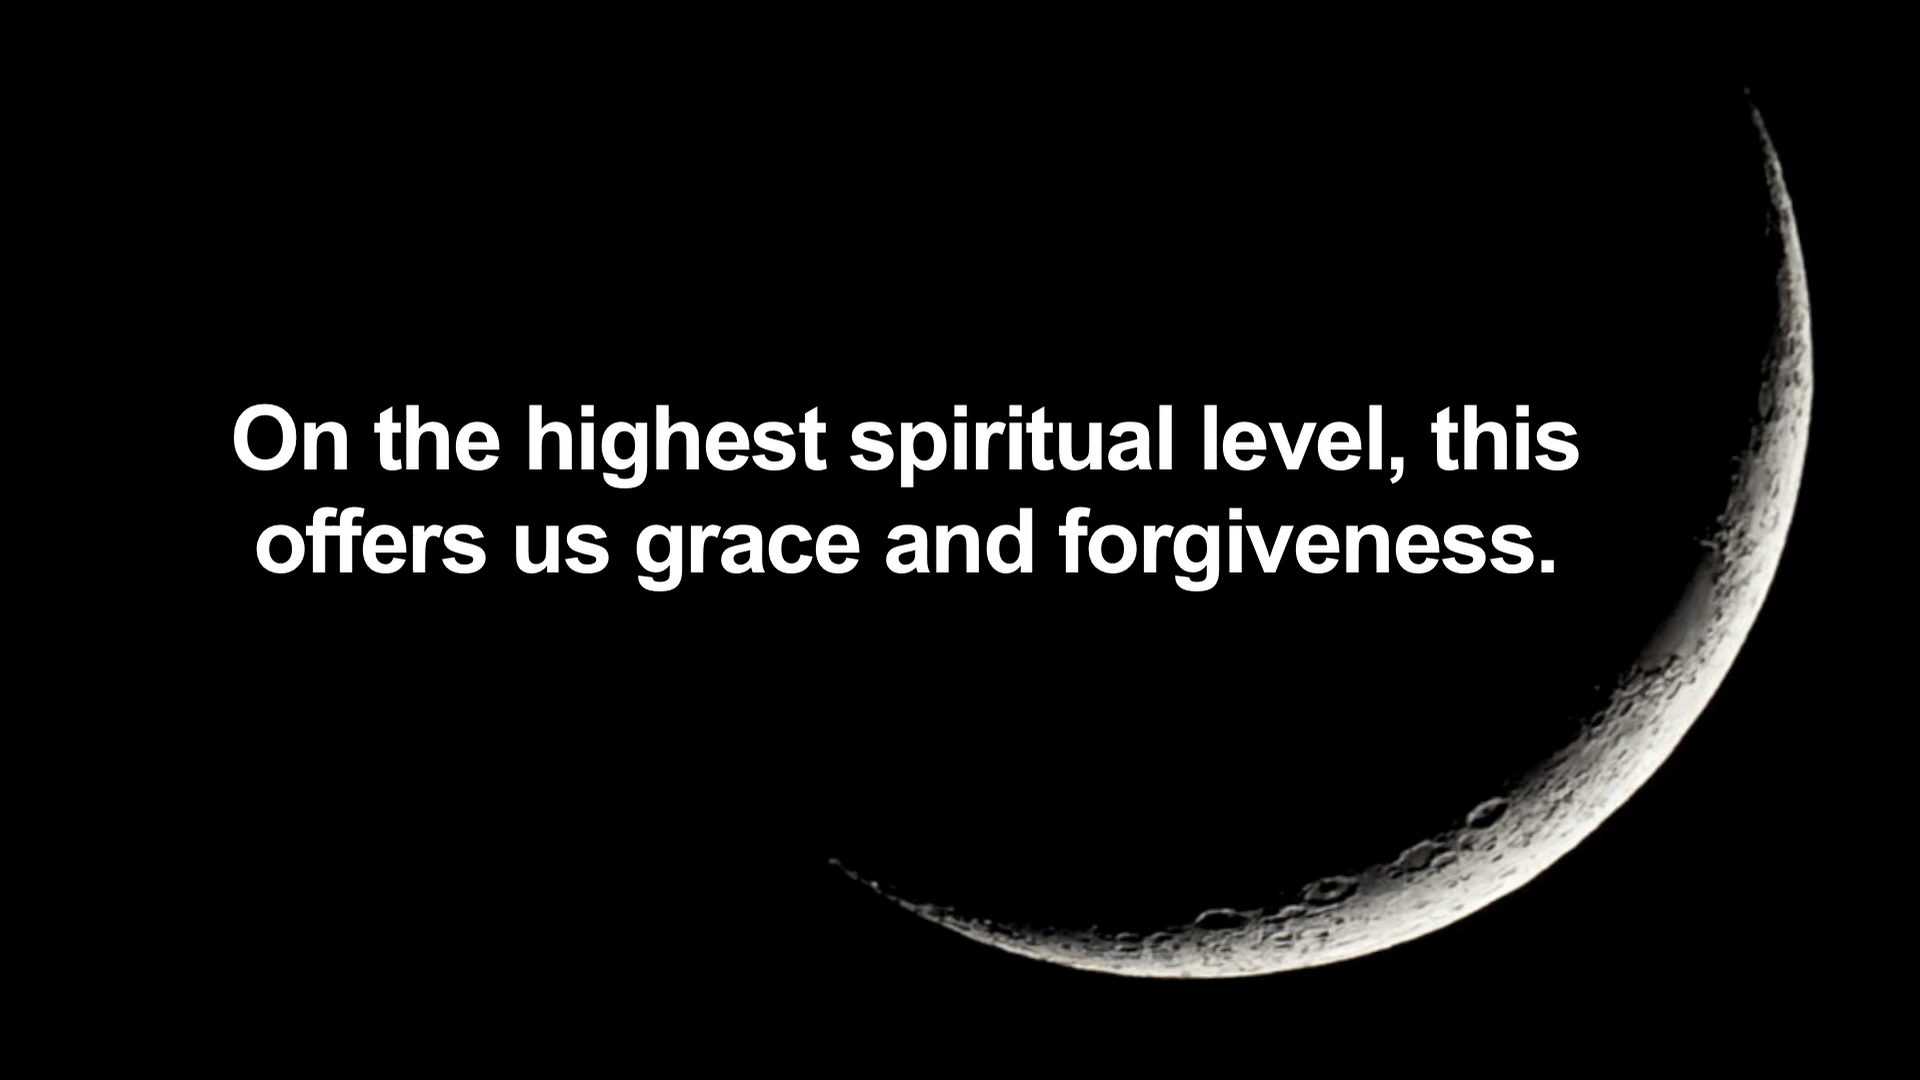 On the highest spiritual level, this
offers us grace and forgiveness.